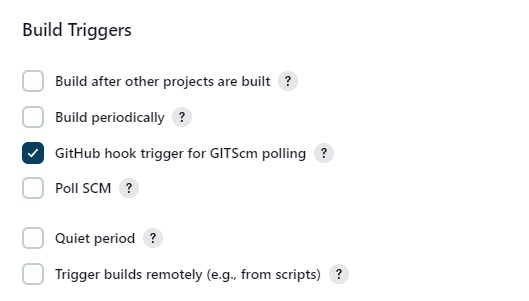 Build Triggers
Build after other projects are built ?
Build periodically ?
GitHub hook trigger for GITScm polling ?
Poll SCM ?
Quiet period ?
Trigger builds remotely (e.g., from scripts) ?